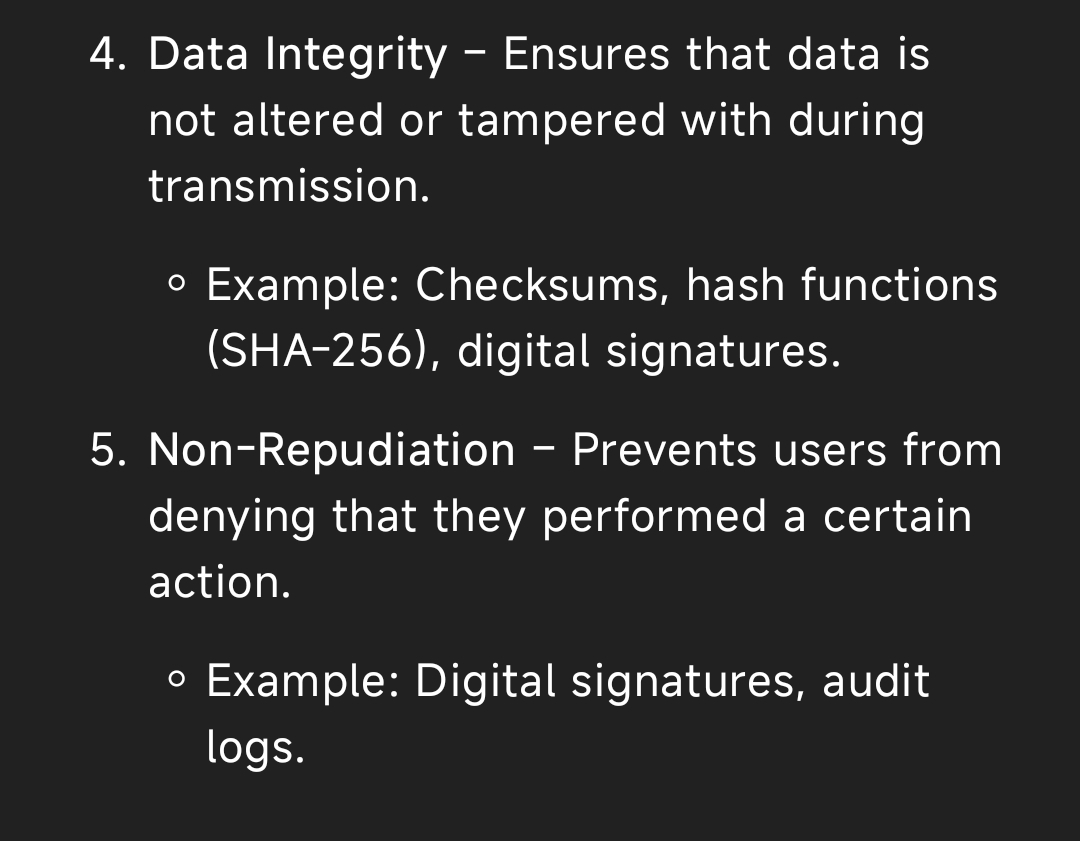 4. Data Integrity – Ensures that data is
not altered or tampered with during
transmission.
○ Example: Checksums, hash functions
(SHA-256), digital signatures.
5. Non-Repudiation – Prevents users from
denying that they performed a certain
action.
○ Example: Digital signatures, audit
logs.